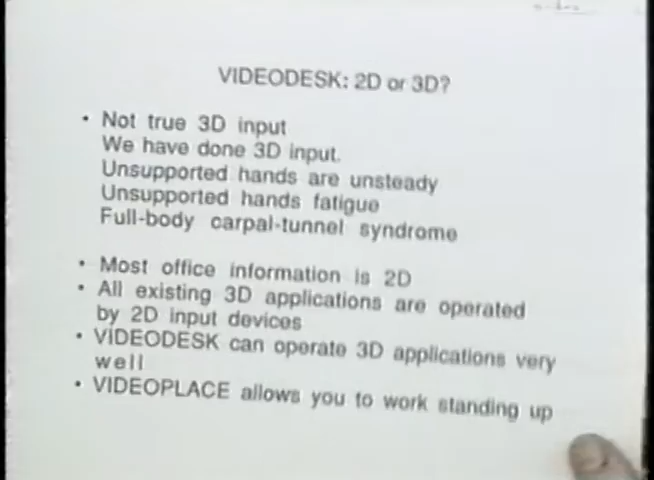 VIDEODESK: 2D or 3D?
• Not true 3D input
We have done 3D input.
Unsupported hands are unsteady
Unsupported hands fatigue
Full-body carpal-tunnel syndrome
• Most office information is 2D
• All existing 3D applications are operated
by 2D input devices
• VIDEODESK can operate 3D applications very
well
• VIDEOPLACE allows you to work standing up